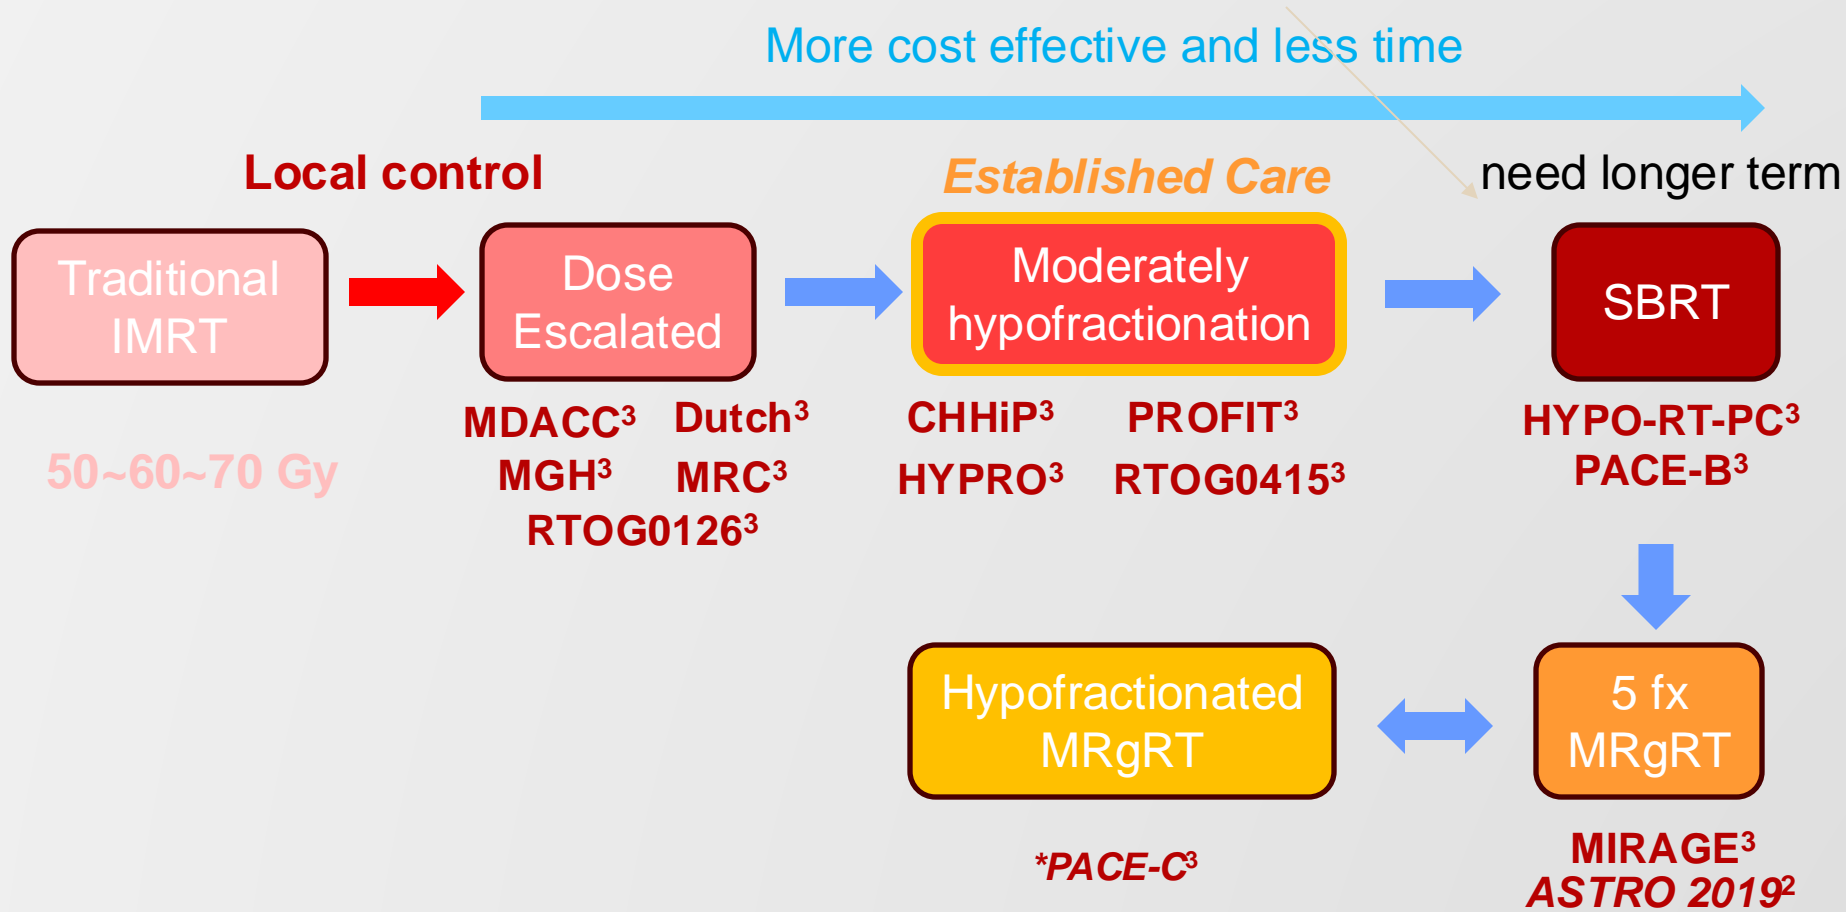 More cost effective and less time
Local control
Established Care
need longer term
Traditional
IMRT
Dose
Escalated
Moderately
hypofractionation
SBRT
50~60~70 Gy
MDACC³ Dutch³
MGH³ MRC³
RTOG0126³
CHHiP³ PROFIT³
HYPRO³ RTOG0415³
HYPO-RT-PC³
PACE-B³
Hypofractionated
MRgRT
5 fx
MRgRT
*PACE-C³
MIRAGE³
ASTRO 2019²